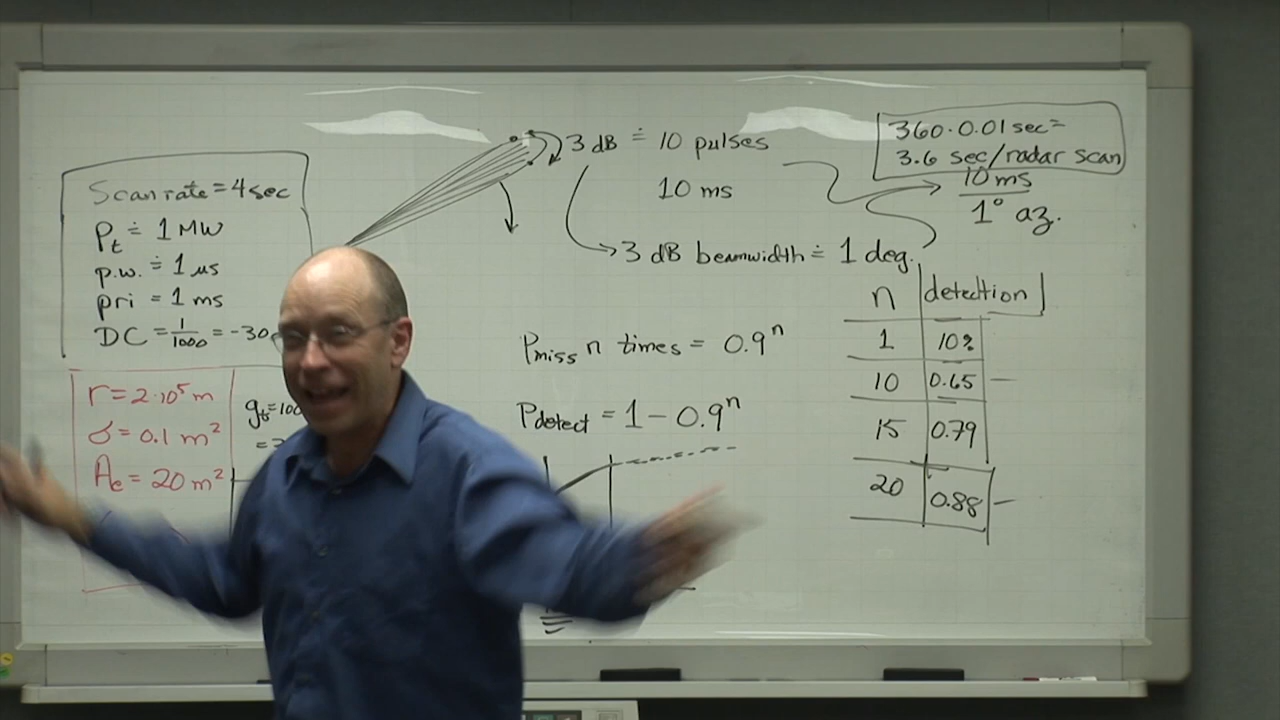 Scan rate = 4 sec
Pt ≐ 1 MW
p.w. ≐ 1 μs
pri = 1 ms
DC = 1/1000 = -30
r = 2·10⁵ m
σ = 0.1 m²
Ae = 20 m²
gt = 100
3 dB ≐ 10 pulses
10 ms
3 dB beamwidth ≐ 1 deg.
360·0.01 sec =
3.6 sec/radar scan
10 ms
1° az.
Pmiss n times = 0.9ⁿ
Pdetect = 1 - 0.9ⁿ
n detection
1 10%
10 0.65
15 0.79
20 0.88